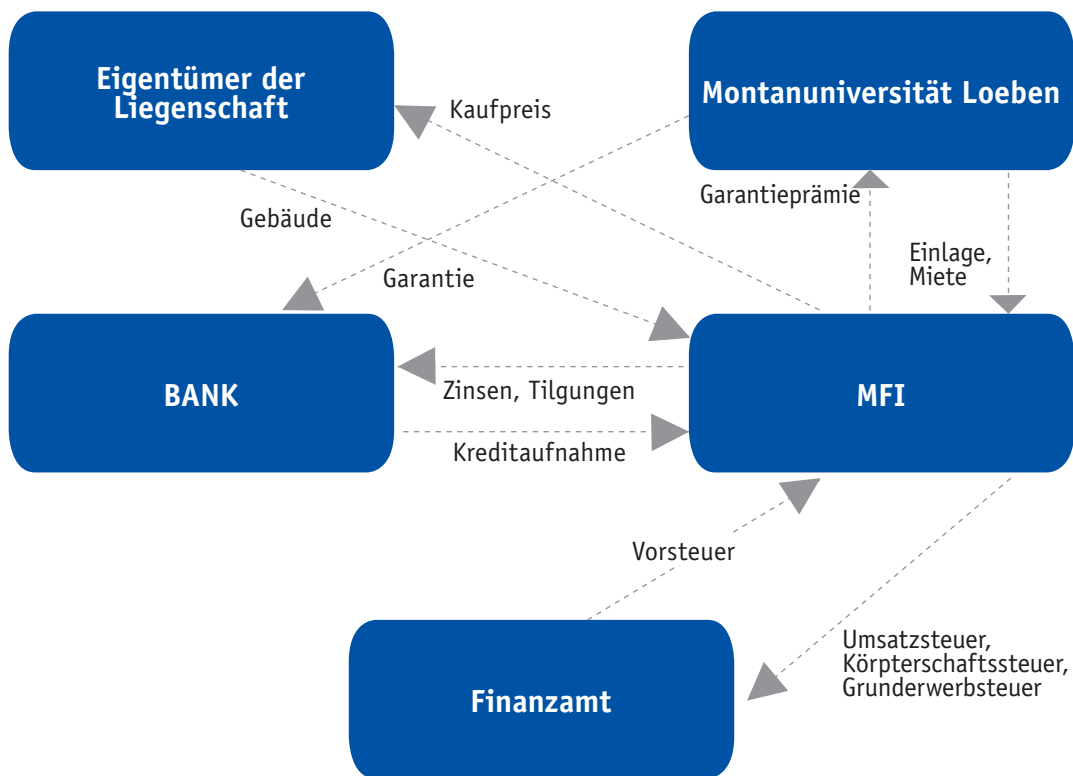 Eigentümer der
Liegenschaft
Montanuniversität Loeben
Kaufpreis
Garantieprämie
Gebäude
Einlage,
Miete
Garantie
BANK
Zinsen, Tilgungen
MFI
Kreditaufnahme
Vorsteuer
Umsatzsteuer,
Körpterschaftssteuer,
Grunderwerbsteuer
Finanzamt